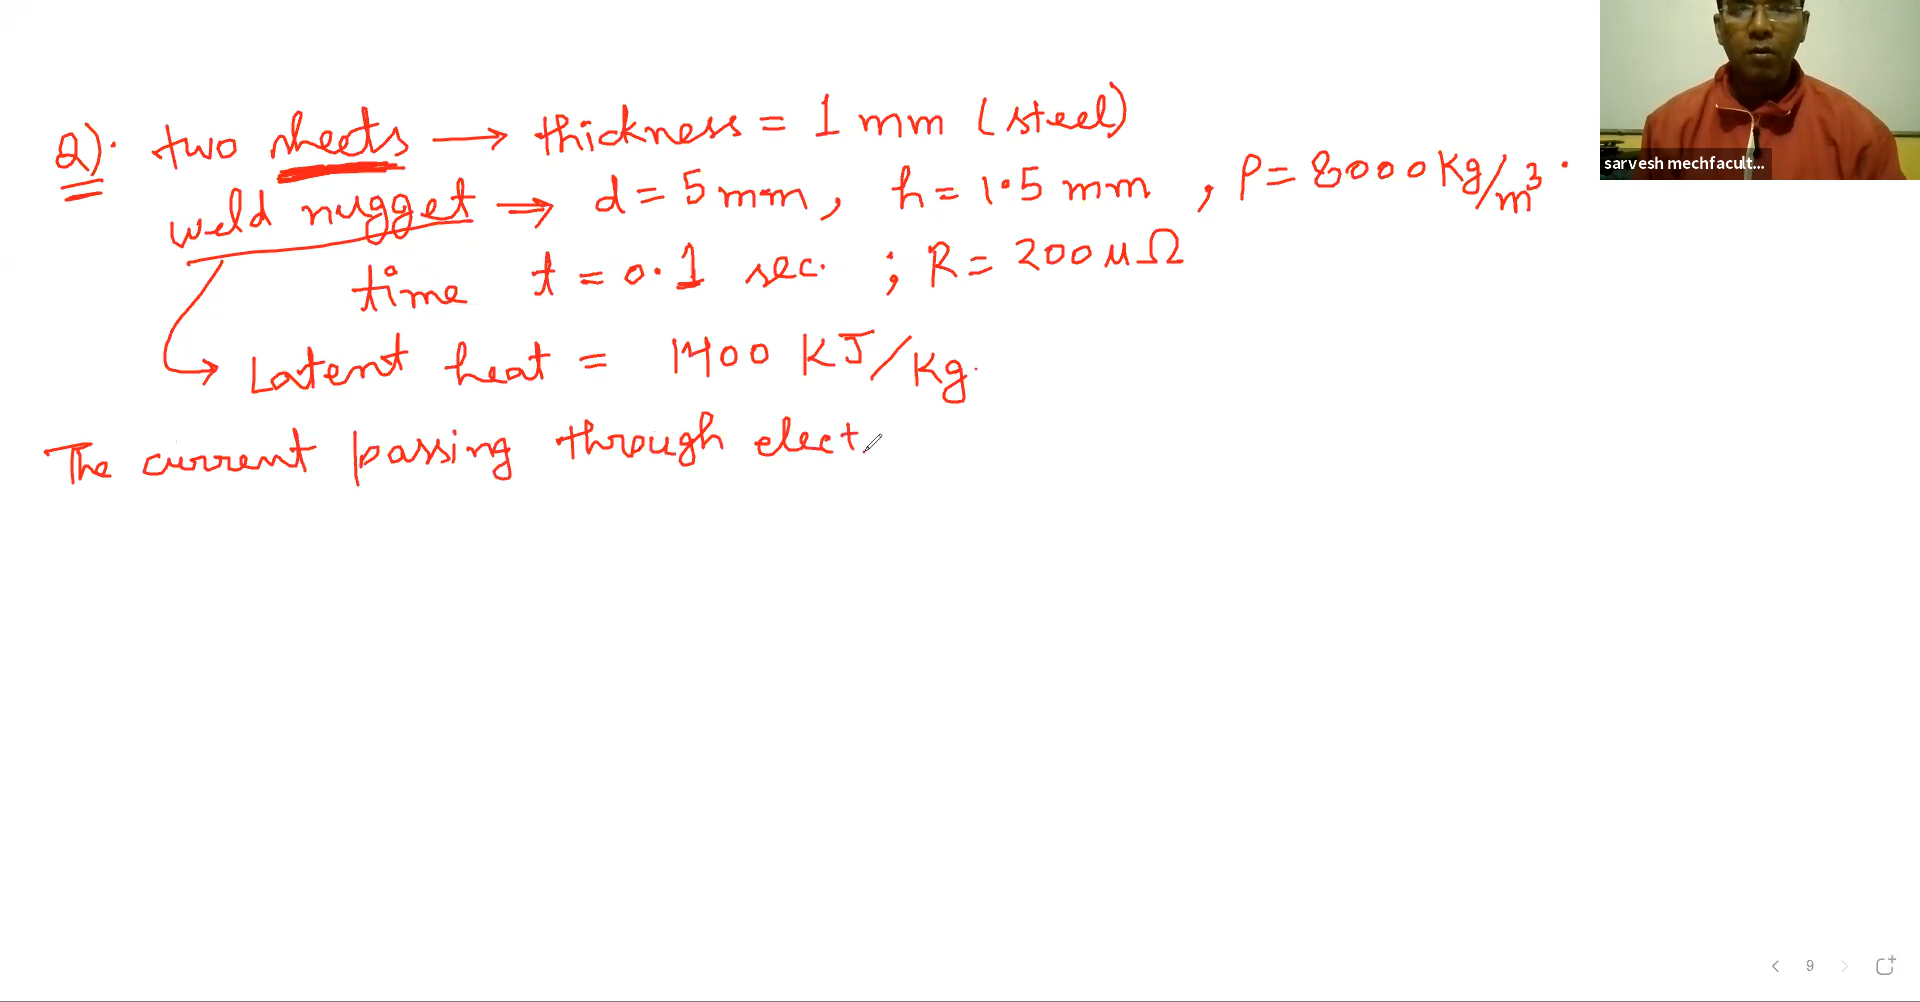 Q). two sheets → thickness = 1 mm (steel)
weld nugget → d = 5 mm, h = 1.5 mm , ρ = 8000 Kg/m³.
time t = 0.1 sec. ; R = 200 μΩ
↳ Latent heat = 1400 KJ/Kg.
The current passing through elect
sarvesh mechfacult...
9